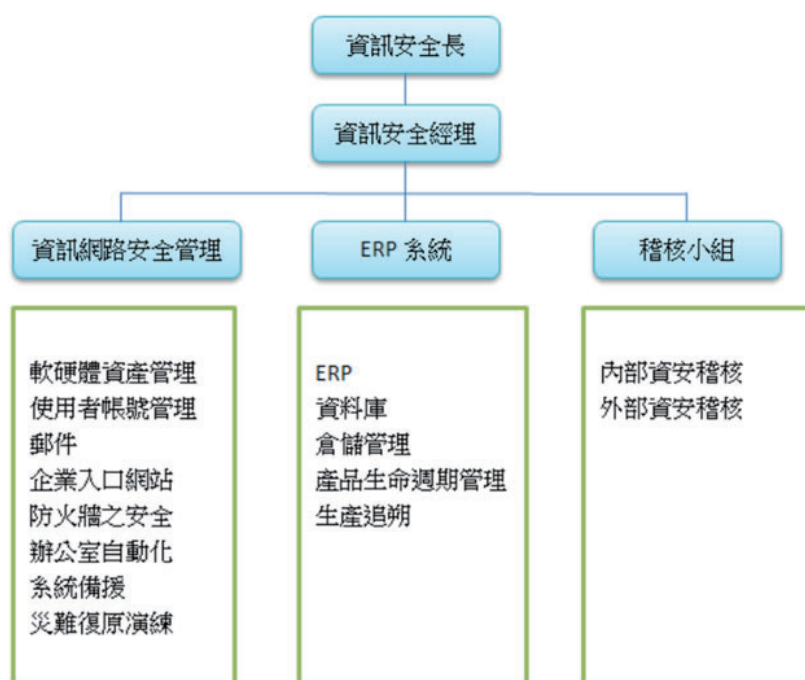 資訊安全長
資訊安全經理
資訊網路安全管理
ERP 系統
稽核小組
軟硬體資產管理
使用者帳號管理
郵件
企業入口網站
防火牆之安全
辦公室自動化
系統備援
災難復原演練
ERP
資料庫
倉儲管理
產品生命週期管理
生產追朔
內部資安稽核
外部資安稽核